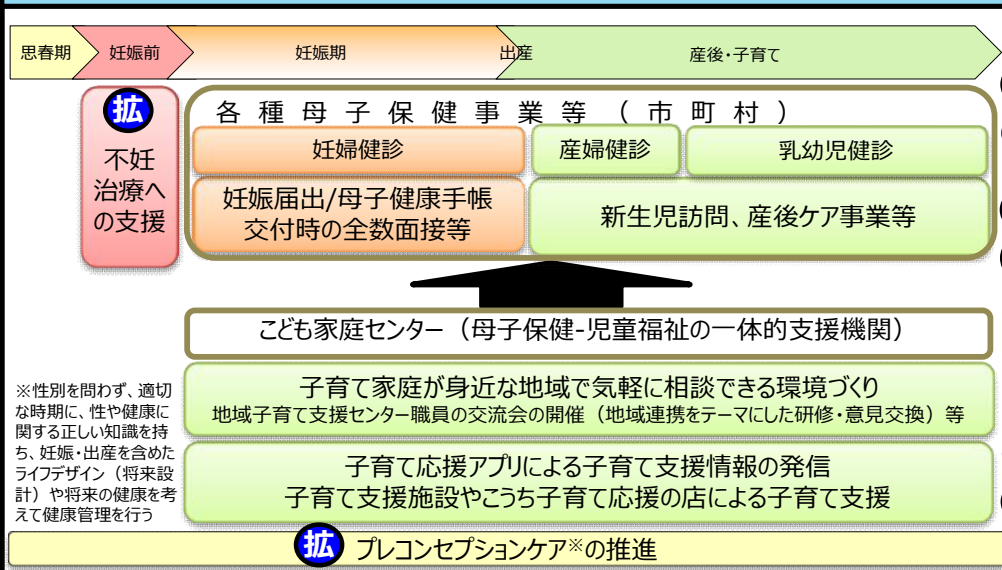 思春期
妊娠前
妊娠期
出産
産後・子育て
拡
不妊
治療へ
の支援
各種母子保健事業等(市町村)
妊婦健診
産婦健診
乳幼児健診
妊娠届出/母子健康手帳
交付時の全数面接等
新生児訪問、産後ケア事業等
こども家庭センター(母子保健-児童福祉の一体的支援機関)
子育て家庭が身近な地域で気軽に相談できる環境づくり
地域子育て支援センター職員の交流会の開催(地域連携をテーマにした研修・意見交換)等
子育て応援アプリによる子育て支援情報の発信
子育て支援施設やこうち子育て応援の店による子育て支援
※性別を問わず、適切
な時期に、性や健康に
関する正しい知識を持
ち、妊娠・出産を含めた
ライフデザイン(将来設
計)や将来の健康を考
えて健康管理を行う
拡 プレコンセプションケア※の推進